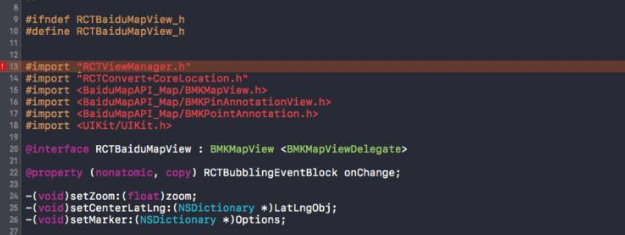 8
9 #ifndef RCTBaiduMapView_h
10 #define RCTBaiduMapView_h
11
12
! 13 #import "RCTViewManager.h"
14 #import "RCTConvert+CoreLocation.h"
15 #import <BaiduMapAPI_Map/BMKMapView.h>
16 #import <BaiduMapAPI_Map/BMKPinAnnotationView.h>
17 #import <BaiduMapAPI_Map/BMKPointAnnotation.h>
18 #import <UIKit/UIKit.h>
19
20 @interface RCTBaiduMapView : BMKMapView <BMKMapViewDelegate>
21
22 @property (nonatomic, copy) RCTBubblingEventBlock onChange;
23
24 -(void)setZoom:(float)zoom;
25 -(void)setCenterLatLng:(NSDictionary *)LatLngObj;
26 -(void)setMarker:(NSDictionary *)Options;
27